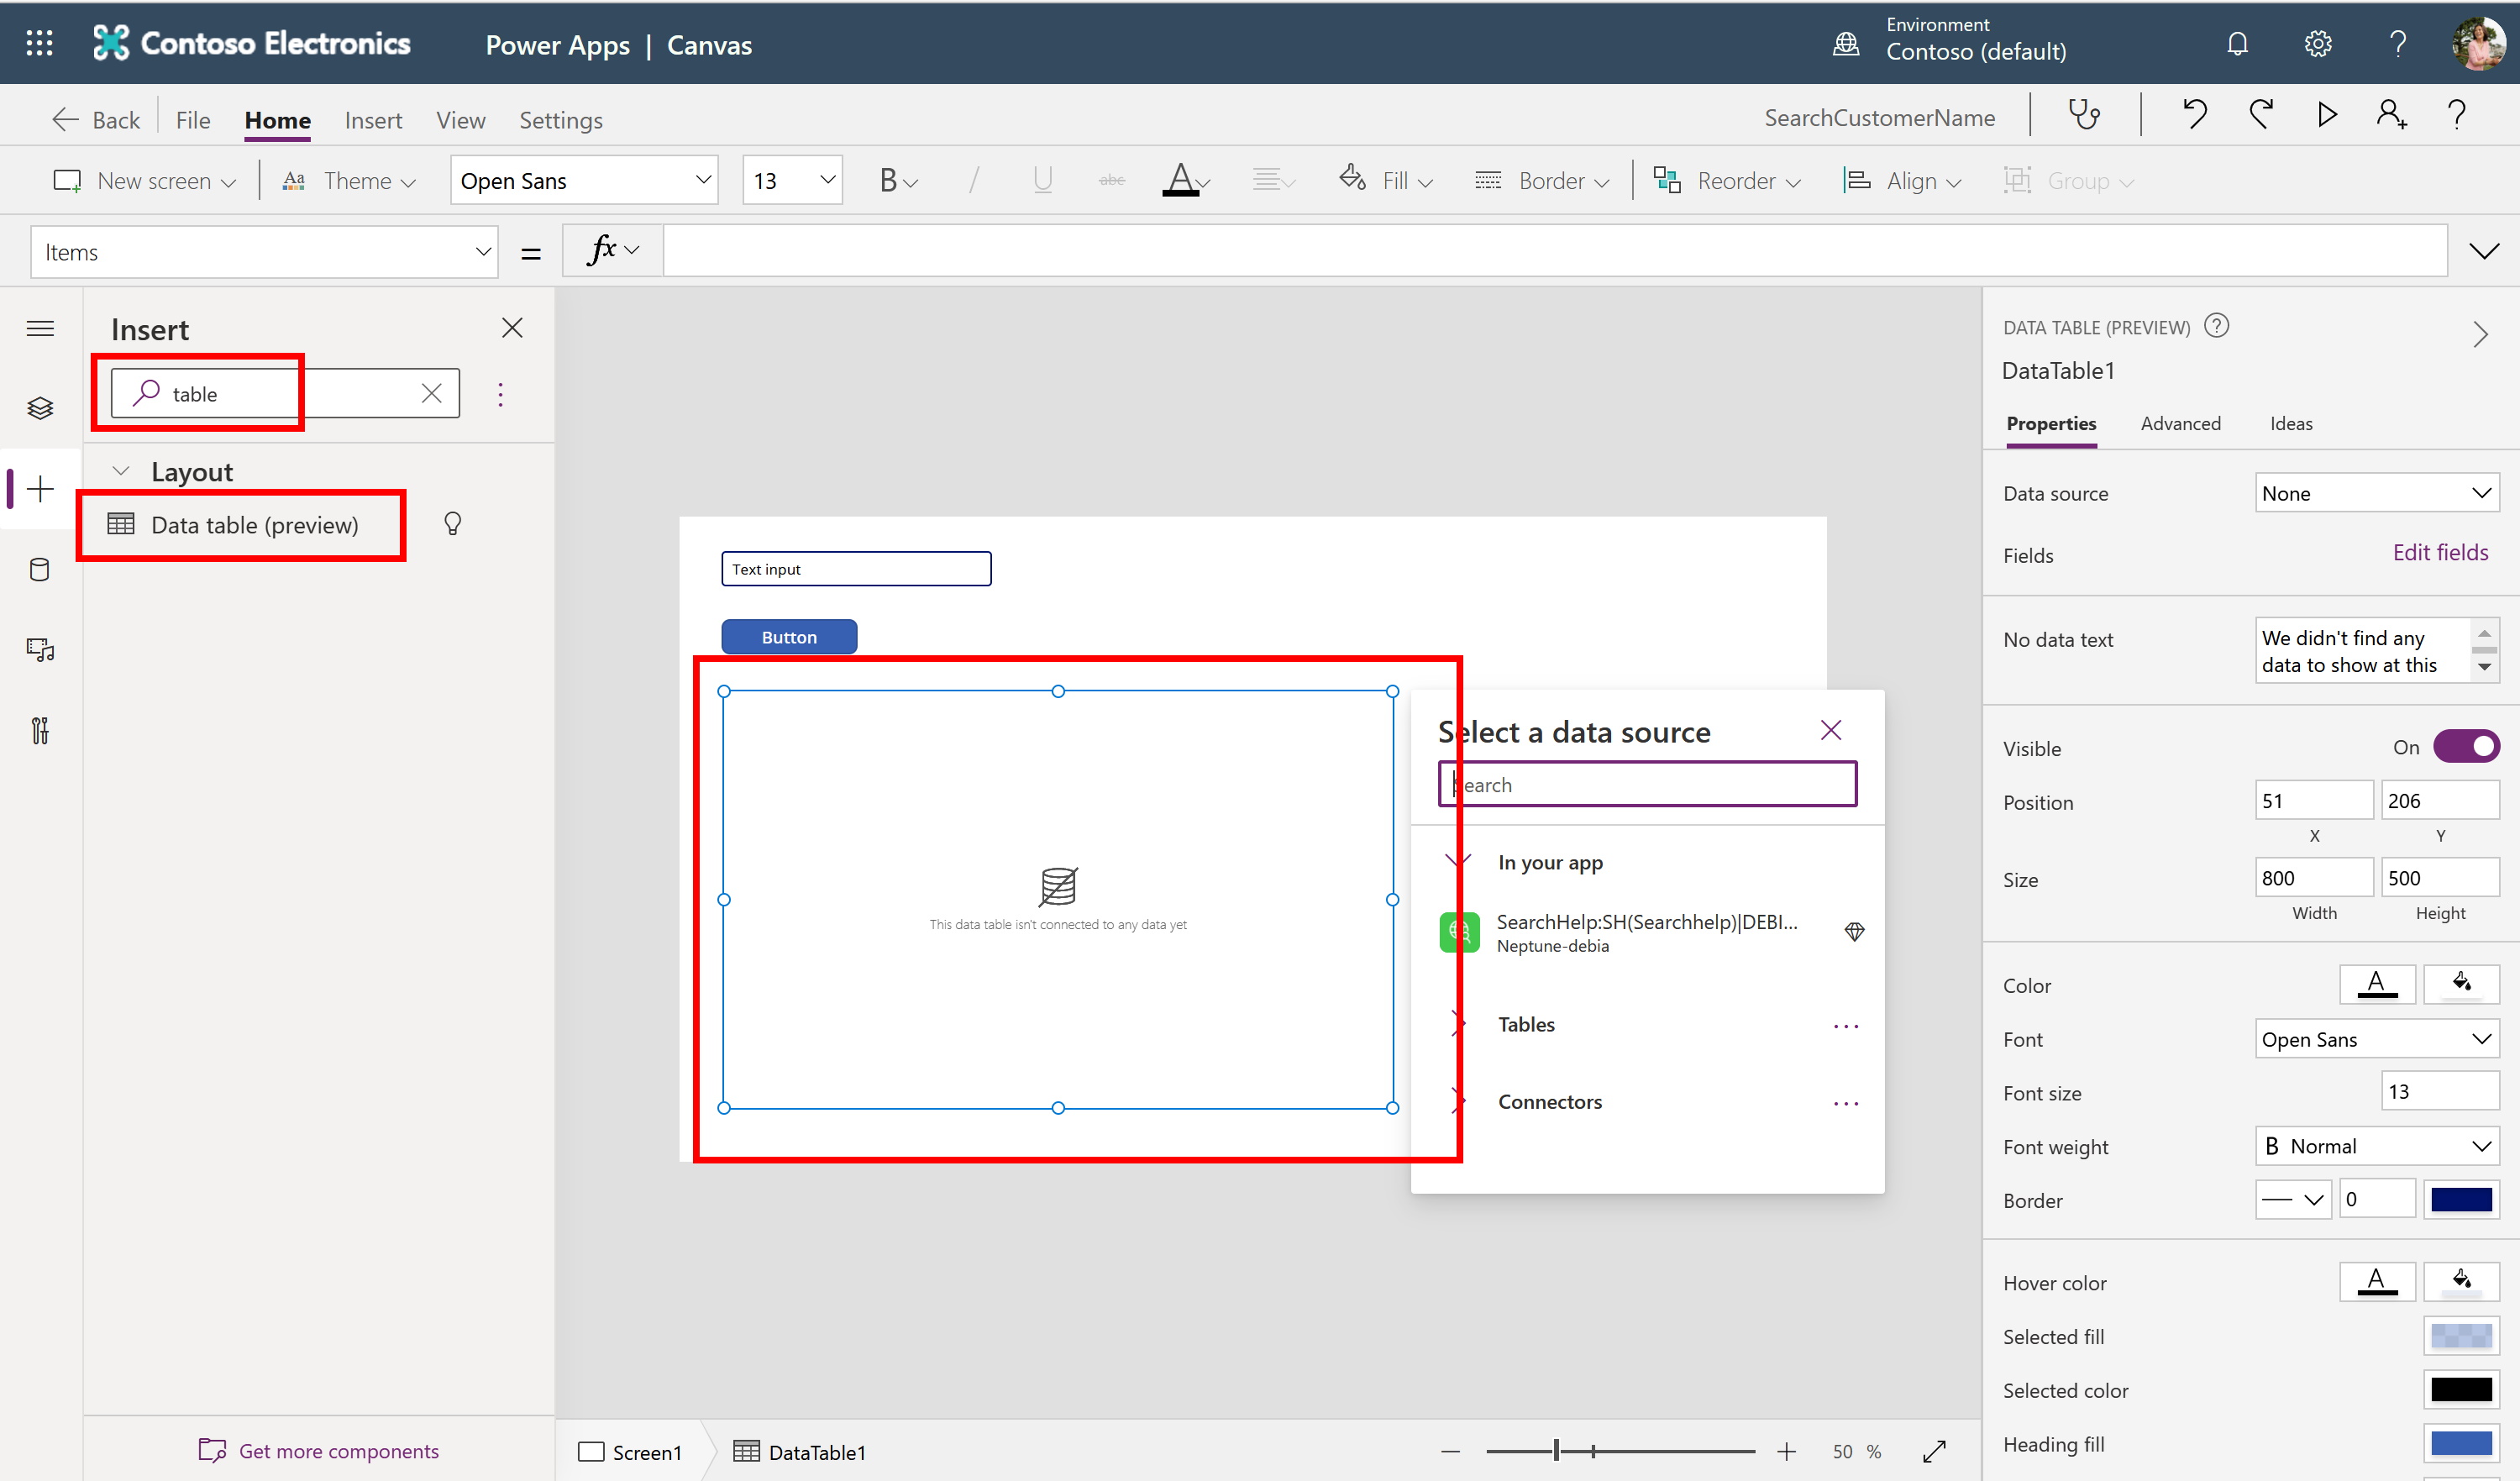 Contoso Electronics
Power Apps | Canvas
Environment
Contoso (default)
Back
File
Home
Insert
View
Settings
SearchCustomerName
New screen
Theme
Open Sans
13
B
abc
A
Fill
Border
Reorder
Align
Group
Items
=
fx
Insert
table
Layout
Data table (preview)
Get more components
Text input
Button
This data table isn't connected to any data yet
Select a data source
Search
In your app
SearchHelp:SH(Searchhelp)|DEBI...
Neptune-debia
Tables
Connectors
Screen1
DataTable1
50 %
DATA TABLE (PREVIEW)
DataTable1
Properties
Advanced
Ideas
Data source
None
Fields
Edit fields
No data text
We didn't find any
data to show at this
Visible
On
Position
51
206
X
Y
Size
800
500
Width
Height
Color
A
Font
Open Sans
Font size
13
Font weight
B Normal
Border
0
Hover color
A
Selected fill
Selected color
Heading fill